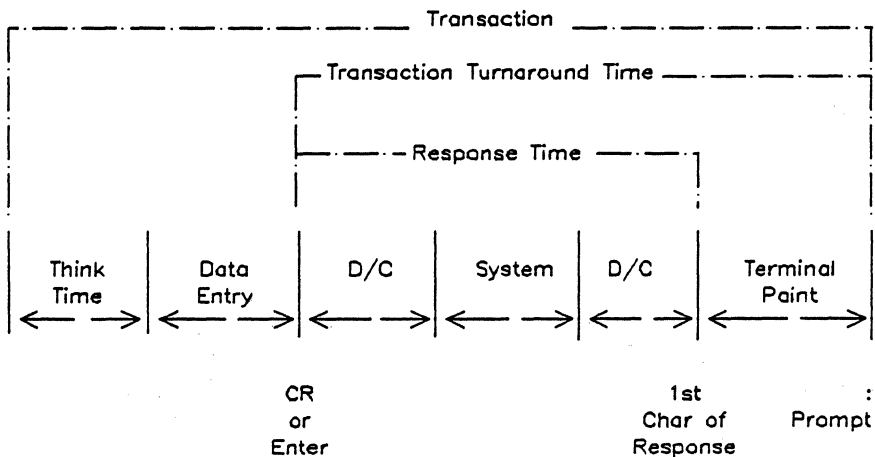 Transaction
Transaction Turnaround Time
Response Time
Think Time
Data Entry
D/C
System
D/C
Terminal Paint
CR or Enter
1st Char of Response
: Prompt